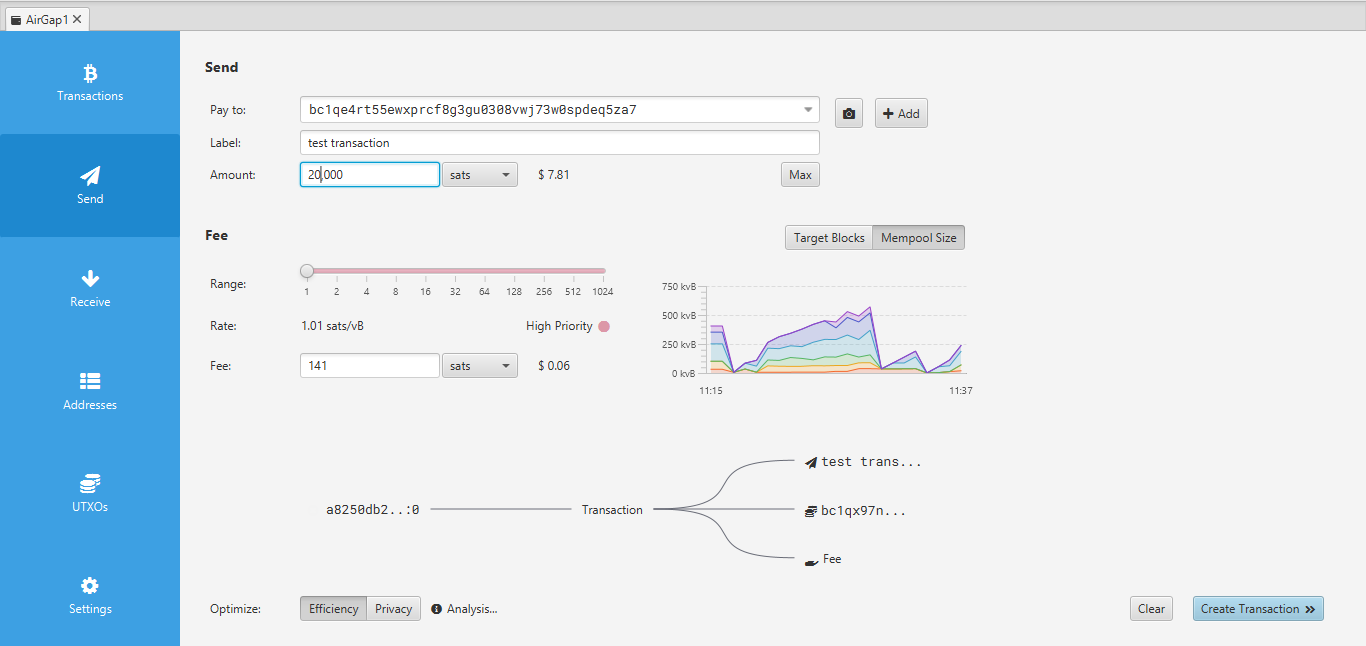 AirGap1
Transactions
Send
Receive
Addresses
UTXOs
Settings
Send
Pay to: bc1qe4rt55ewxprcf8g3gu0308vwj73w0spdeq5za7 Add
Label: test transaction
Amount: 20,000 sats $ 7.81 Max
Fee Target Blocks Mempool Size
Range: 1 2 4 8 16 32 64 128 256 512 1024
Rate: 1.01 sats/vB High Priority
Fee: 141 sats $ 0.06
750 kvB
500 kvB
250 kvB
0 kvB
11:15 11:37
test trans...
a8250db2..:0 Transaction bc1qx97n...
Fee
Optimize: Efficiency Privacy Analysis... Clear Create Transaction